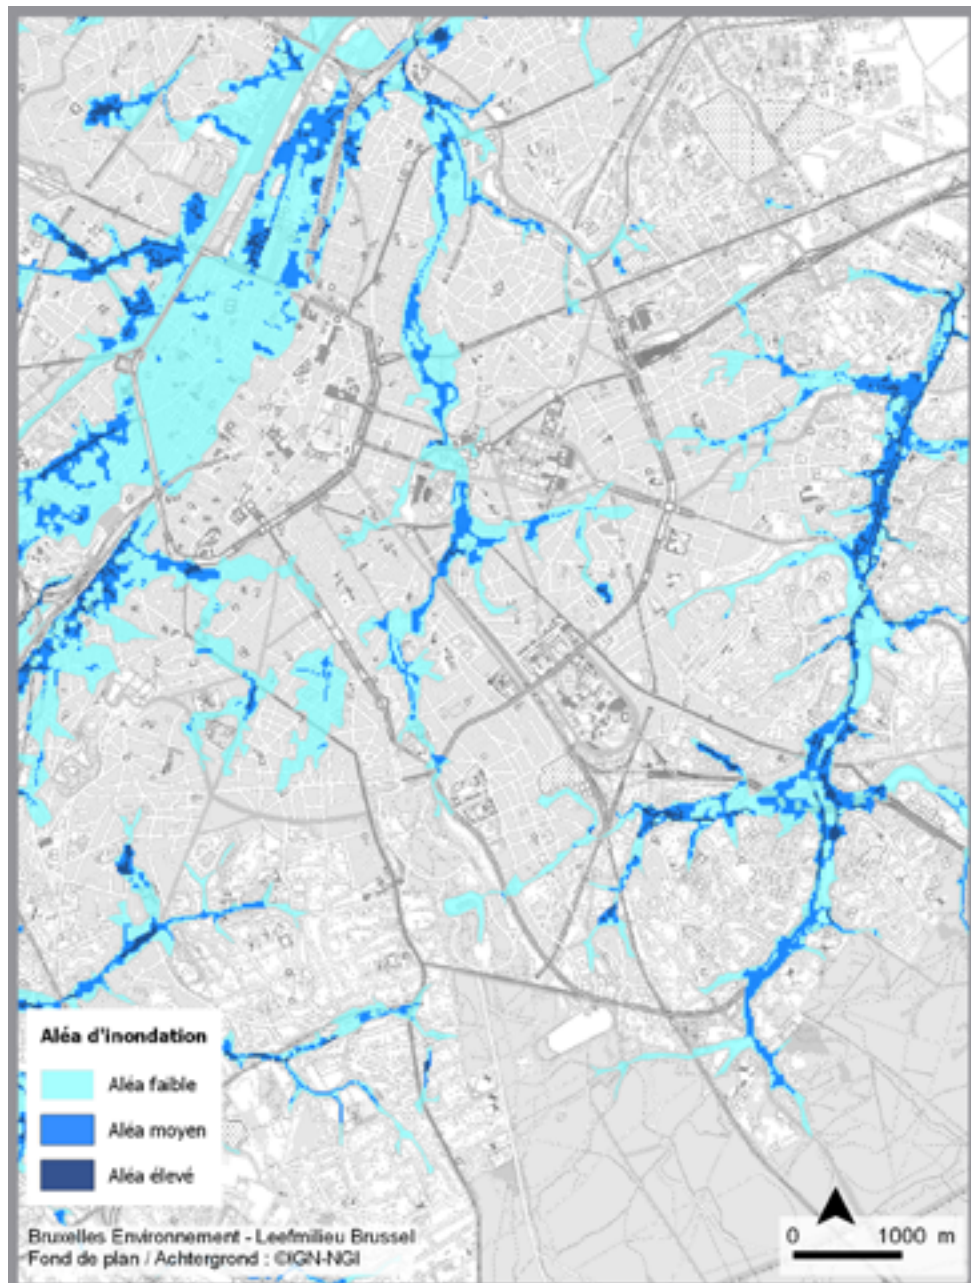 Aléa d'inondation
Aléa faible
Aléa moyen
Aléa élevé
Bruxelles Environnement - Leefmilieu Brussel
Fond de plan / Achtergrond : ©IGN-NGI
0 1000 m